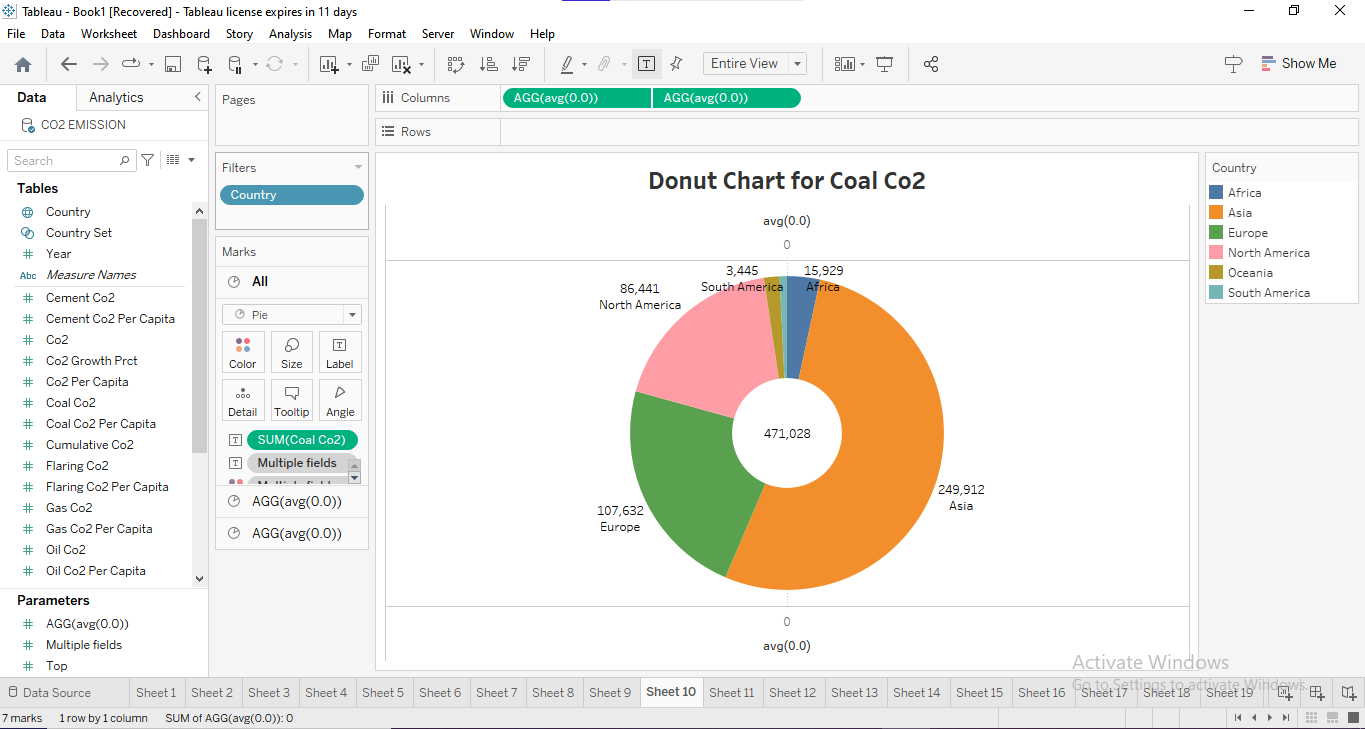 Tableau - Book1 [Recovered] - Tableau license expires in 11 days
File Data Worksheet Dashboard Story Analysis Map Format Server Window Help
Entire View
Show Me
Data Analytics
CO2 EMISSION
Search
Tables
Country
Country Set
Year
Abc Measure Names
Cement Co2
Cement Co2 Per Capita
Co2
Co2 Growth Prct
Co2 Per Capita
Coal Co2
Coal Co2 Per Capita
Cumulative Co2
Flaring Co2
Flaring Co2 Per Capita
Gas Co2
Gas Co2 Per Capita
Oil Co2
Oil Co2 Per Capita
Parameters
AGG(avg(0.0))
Multiple fields
Top
Pages
Filters
Country
Marks
All
Pie
Color Size Label
Detail Tooltip Angle
SUM(Coal Co2)
Multiple fields
AGG(avg(0.0))
AGG(avg(0.0))
Columns AGG(avg(0.0)) AGG(avg(0.0))
Rows
Donut Chart for Coal Co2
avg(0.0)
0
3,445
South America
15,929
Africa
86,441
North America
471,028
249,912
Asia
107,632
Europe
0
avg(0.0)
Country
Africa
Asia
Europe
North America
Oceania
South America
Activate Windows
Go to Settings to activate Windows.
Data Source Sheet 1 Sheet 2 Sheet 3 Sheet 4 Sheet 5 Sheet 6 Sheet 7 Sheet 8 Sheet 9 Sheet 10 Sheet 11 Sheet 12 Sheet 13 Sheet 14 Sheet 15 Sheet 16 Sheet 17 Sheet 18 Sheet 19
7 marks 1 row by 1 column SUM of AGG(avg(0.0)): 0